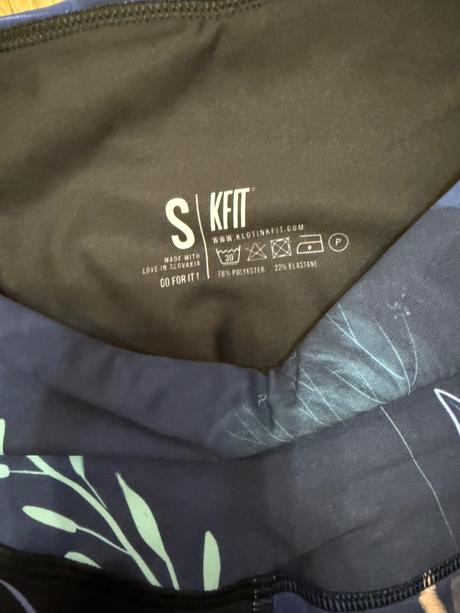 S
KFIT®
WWW.KLOTINKFIT.COM
MADE WITH
LOVE IN SLOVAKIA
GO FOR IT !
30°
P
78% POLYESTER 22% ELASTANE